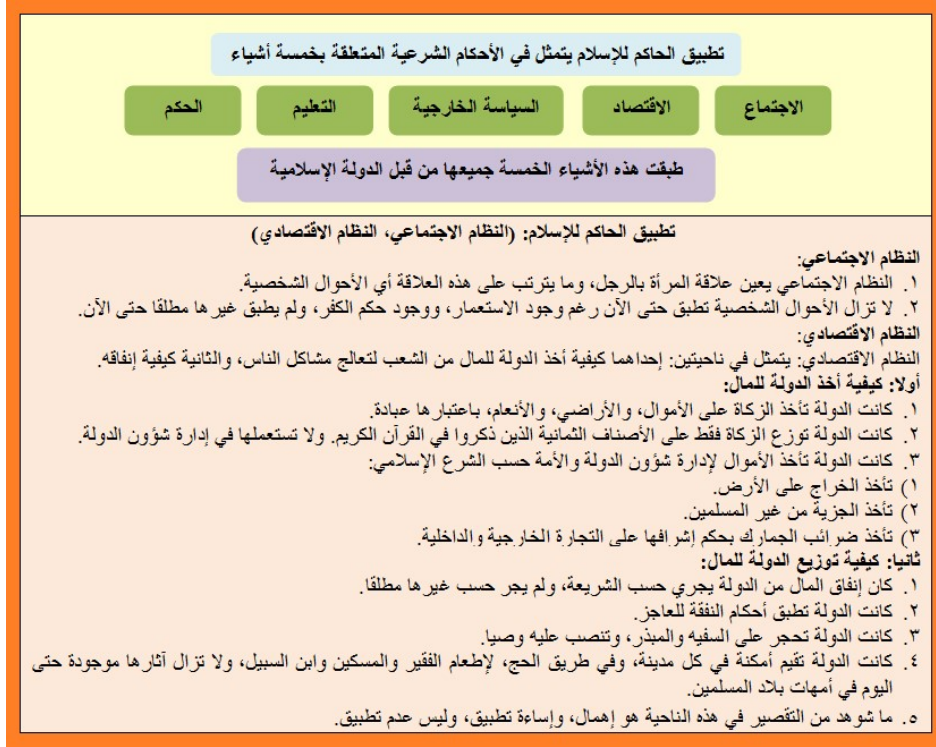 تطبيق الحاكم للإسلام يتمثل في الأحكام الشرعية المتعلقة بخمسة أشياء
الاجتماع
الاقتصاد
السياسة الخارجية
التعليم
الحكم
طبقت هذه الأشياء الخمسة جميعها من قبل الدولة الإسلامية
تطبيق الحاكم للإسلام: (النظام الاجتماعي، النظام الاقتصادي)
النظام الاجتماعي:
١. النظام الاجتماعي يعين علاقة المرأة بالرجل، وما يترتب على هذه العلاقة أي الأحوال الشخصية.
٢. لا تزال الأحوال الشخصية تطبق حتى الآن رغم وجود الاستعمار، ووجود حكم الكفر، ولم يطبق غيرها مطلقا حتى الآن.
النظام الاقتصادي:
النظام الاقتصادي: يتمثل في ناحيتين: إحداهما كيفية أخذ الدولة للمال من الشعب لتعالج مشاكل الناس، والثانية كيفية إنفاقه.
أولا: كيفية أخذ الدولة للمال:
١. كانت الدولة تأخذ الزكاة على الأموال، والأراضي، والأنعام، باعتبارها عبادة.
٢. كانت الدولة توزع الزكاة فقط على الأصناف الثمانية الذين ذكروا في القرآن الكريم. ولا تستعملها في إدارة شؤون الدولة.
٣. كانت الدولة تأخذ الأموال لإدارة شؤون الدولة والأمة حسب الشرع الإسلامي:
١) تأخذ الخراج على الأرض.
٢) تأخذ الجزية من غير المسلمين.
٣) تأخذ ضرائب الجمارك بحكم إشرافها على التجارة الخارجية والداخلية.
ثانيا: كيفية توزيع الدولة للمال:
١. كان إنفاق المال من الدولة يجري حسب الشريعة، ولم يجر حسب غيرها مطلقا.
٢. كانت الدولة تطبق أحكام النفقة للعاجز.
٣. كانت الدولة تحجر على السفيه والمبذر، وتنصب عليه وصيا.
٤. كانت الدولة تقيم أمكنة في كل مدينة، وفي طريق الحج، لإطعام الفقير والمسكين وابن السبيل، ولا تزال آثارها موجودة حتى
اليوم في أمهات بلاد المسلمين.
٥. ما شوهد من التقصير في هذه الناحية هو إهمال، وإساءة تطبيق، وليس عدم تطبيق.